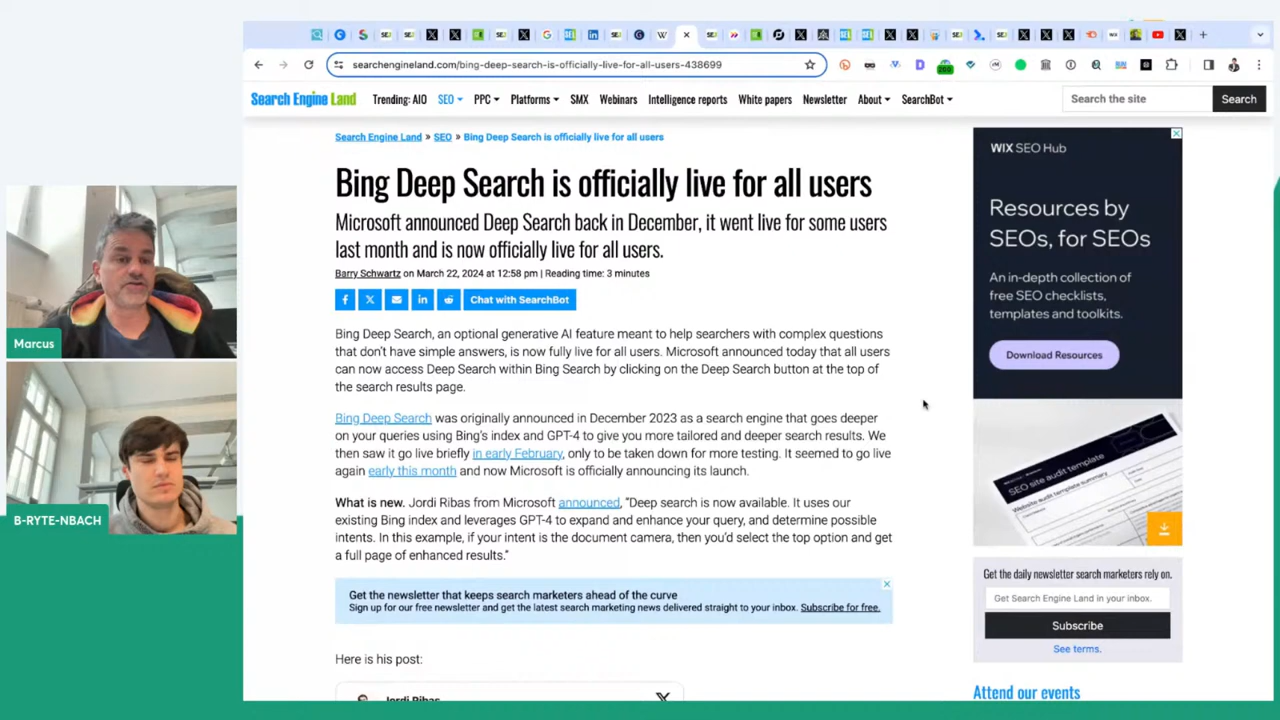 searchengineland.com/bing-deep-search-is-officially-live-for-all-users-438699
Search Engine Land
Trending: AIO
SEO
PPC
Platforms
SMX
Webinars
Intelligence reports
White papers
Newsletter
About
SearchBot
Search the site
Search
Search Engine Land » SEO » Bing Deep Search is officially live for all users
Bing Deep Search is officially live for all users
Microsoft announced Deep Search back in December, it went live for some users
last month and is now officially live for all users.
Barry Schwartz on March 22, 2024 at 12:58 pm | Reading time: 3 minutes
Chat with SearchBot
Bing Deep Search, an optional generative AI feature meant to help searchers with complex questions
that don't have simple answers, is now fully live for all users. Microsoft announced today that all users
can now access Deep Search within Bing Search by clicking on the Deep Search button at the top of
the search results page.
Bing Deep Search was originally announced in December 2023 as a search engine that goes deeper
on your queries using Bing's index and GPT-4 to give you more tailored and deeper search results. We
then saw it go live briefly in early February, only to be taken down for more testing. It seemed to go live
again early this month and now Microsoft is officially announcing its launch.
What is new. Jordi Ribas from Microsoft announced, "Deep search is now available. It uses our
existing Bing index and leverages GPT-4 to expand and enhance your query, and determine possible
intents. In this example, if your intent is the document camera, then you'd select the top option and get
a full page of enhanced results."
Get the newsletter that keeps search marketers ahead of the curve
Sign up for our free newsletter and get the latest search marketing news delivered straight to your inbox. Subscribe for free.
Here is his post:
Jordi Ribas
WIX SEO Hub
Resources by
SEOs, for SEOs
An in-depth collection of
free SEO checklists,
templates and toolkits.
Download Resources
SEO site audit template
Get the daily newsletter search marketers rely on.
Get Search Engine Land in your inbox.
Subscribe
See terms.
Attend our events
Marcus
B-RYTE-NBACH